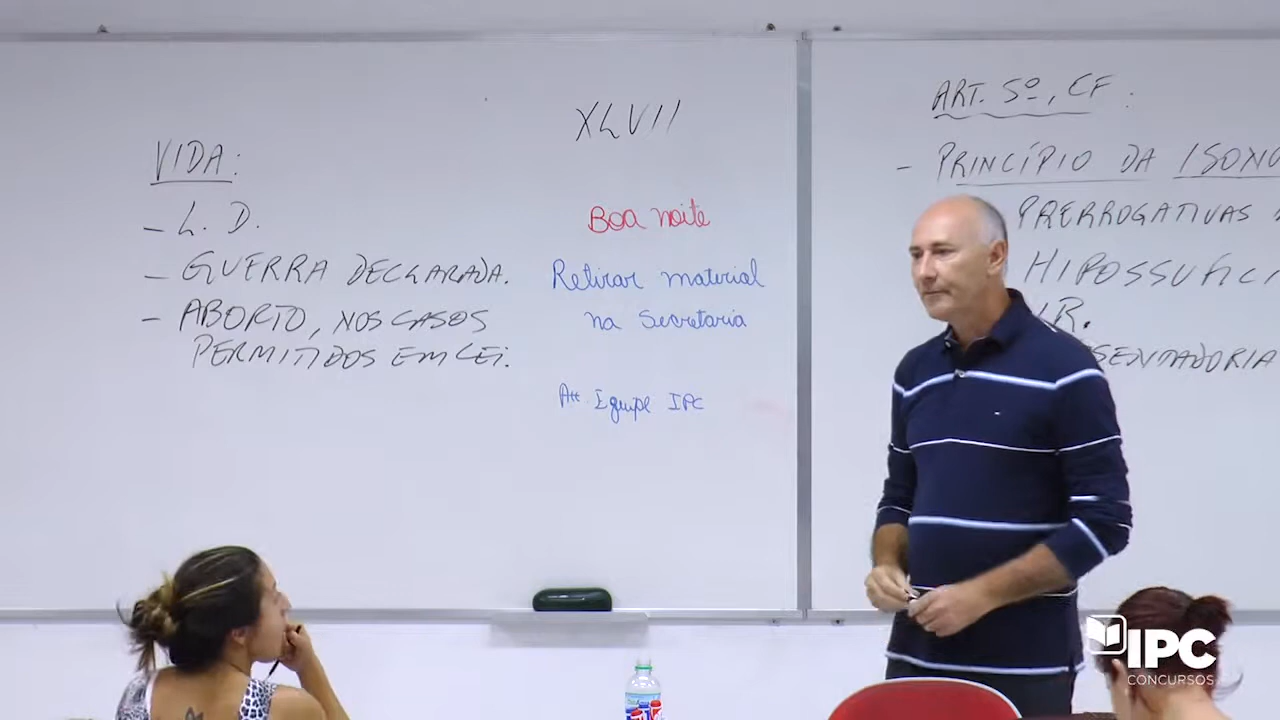 VIDA:
- L. D.
- GUERRA DECLARADA.
- ABORTO, NOS CASOS
PERMITIDOS EM LEI.
XLVII
Boa noite
Retirar material
na Secretaria
Att. Equipe IPC
ART. 5º, CF:
- PRINCÍPIO DA ISONO
PRERROGATIVAS
HIPOSSUFICI
IPC
CONCURSOS